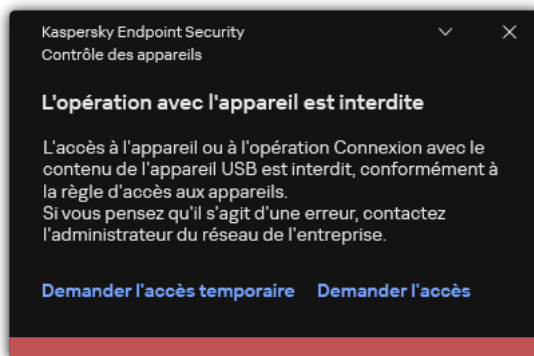 Kaspersky Endpoint Security
Contrôle des appareils
L'opération avec l'appareil est interdite
L'accès à l'appareil ou à l'opération Connexion avec le
contenu de l'appareil USB est interdit, conformément à
la règle d'accès aux appareils.
Si vous pensez qu'il s'agit d'une erreur, contactez
l'administrateur du réseau de l'entreprise.
Demander l'accès temporaire Demander l'accès